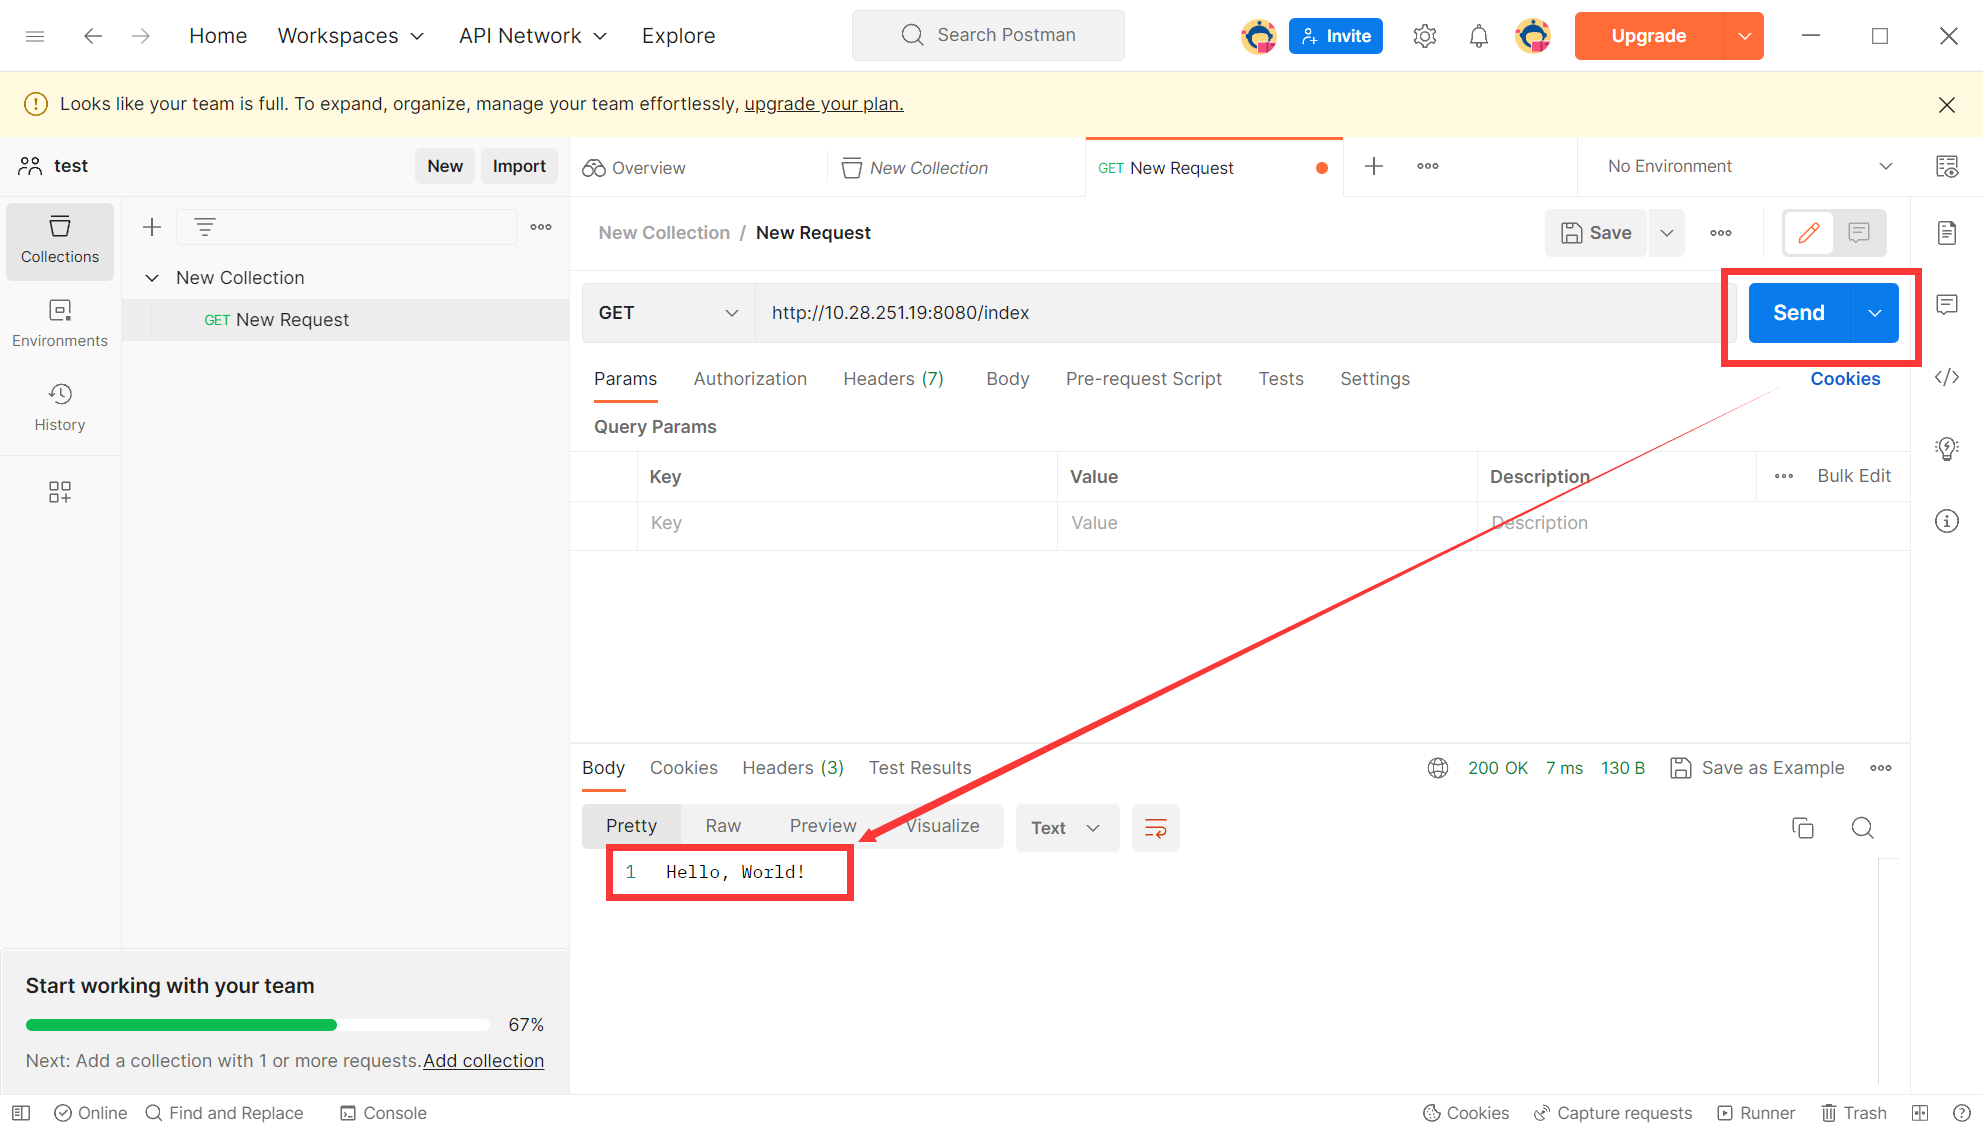 Home Workspaces API Network Explore Search Postman Invite Upgrade
Looks like your team is full. To expand, organize, manage your team effortlessly, upgrade your plan.
test New Import
Overview New Collection GET New Request No Environment
Collections
New Collection / New Request Save
New Collection
GET New Request
Environments
History
GET http://10.28.251.19:8080/index Send
Params Authorization Headers (7) Body Pre-request Script Tests Settings Cookies
Query Params
Key Value Description Bulk Edit
Key Value Description
Body Cookies Headers (3) Test Results 200 OK 7 ms 130 B Save as Example
Pretty Raw Preview Visualize Text
1 Hello, World!
Start working with your team
67%
Next: Add a collection with 1 or more requests. Add collection
Online Find and Replace Console Cookies Capture requests Runner Trash